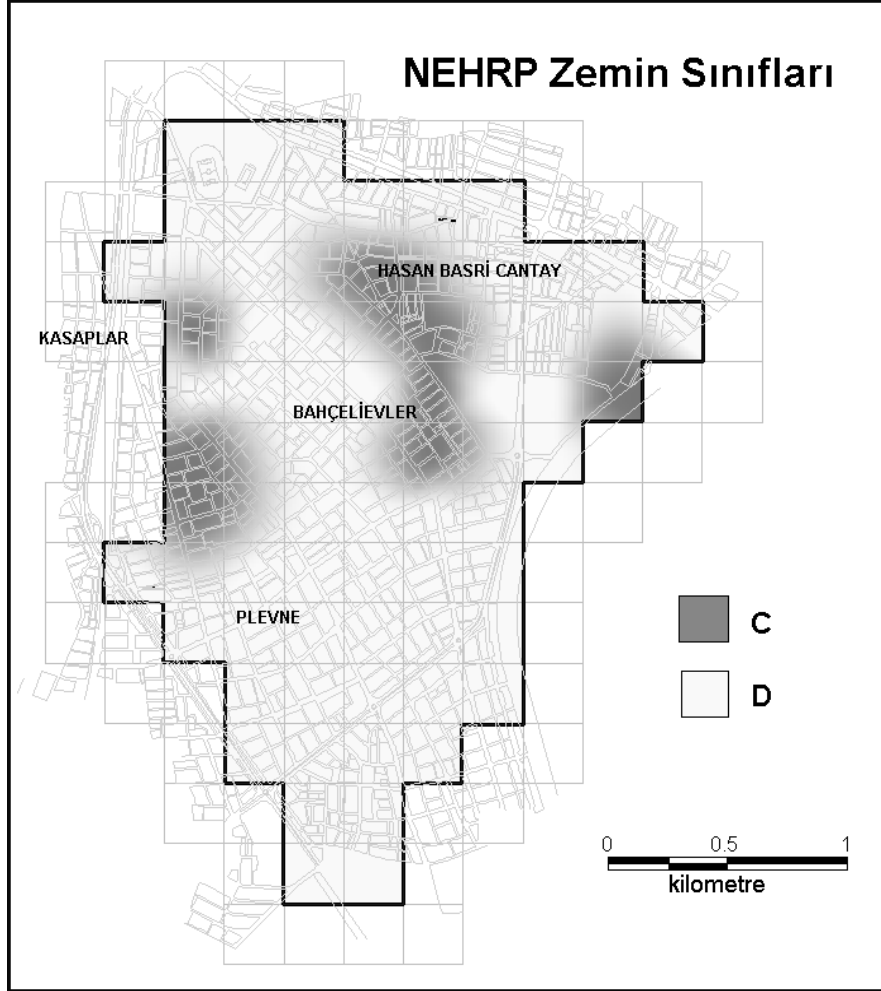 NEHRP Zemin Sınıfları
HASAN BASRİ CANTAY
KASAPLAR
BAHÇELİEVLER
PLEVNE
C
D
0 0.5 1
kilometre